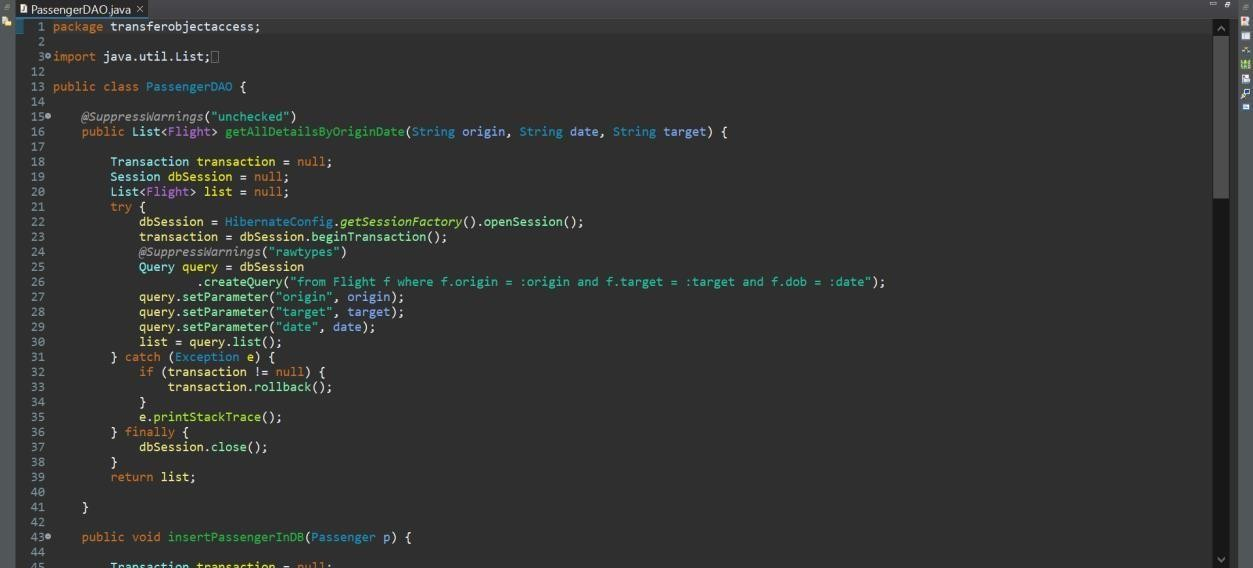 PassengerDAO.java
1 package transferobjectaccess;
2
3 import java.util.List;
12
13 public class PassengerDAO {
14
15 @SuppressWarnings("unchecked")
16 public List<Flight> getAllDetailsByOriginDate(String origin, String date, String target) {
17
18 Transaction transaction = null;
19 Session dbSession = null;
20 List<Flight> list = null;
21 try {
22 dbSession = HibernateConfig.getSessionFactory().openSession();
23 transaction = dbSession.beginTransaction();
24 @SuppressWarnings("rawtypes")
25 Query query = dbSession
26 .createQuery("from Flight f where f.origin = :origin and f.target = :target and f.dob = :date");
27 query.setParameter("origin", origin);
28 query.setParameter("target", target);
29 query.setParameter("date", date);
30 list = query.list();
31 } catch (Exception e) {
32 if (transaction != null) {
33 transaction.rollback();
34 }
35 e.printStackTrace();
36 } finally {
37 dbSession.close();
38 }
39 return list;
40
41 }
42
43 public void insertPassengerInDB(Passenger p) {
44
45 Transaction transaction = null;